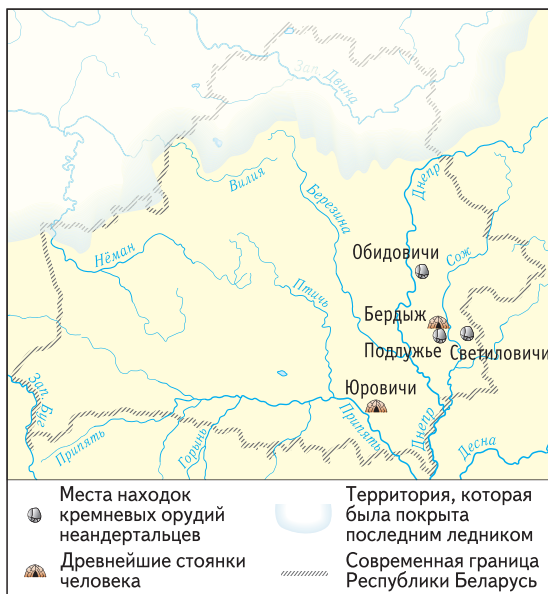 Зап. Двина
Днепр
Вилия
Березина
Нёман
Сож
Обидовичи
Птичь
Бердыж
Подлужье
Светиловичи
Юровичи
Зап. Буг
Припять
Горынь
Припять
Днепр
Десна
Места находок
кремневых орудий
неандертальцев
Древнейшие стоянки
человека
Территория, которая
была покрыта
последним ледником
Современная граница
Республики Беларусь